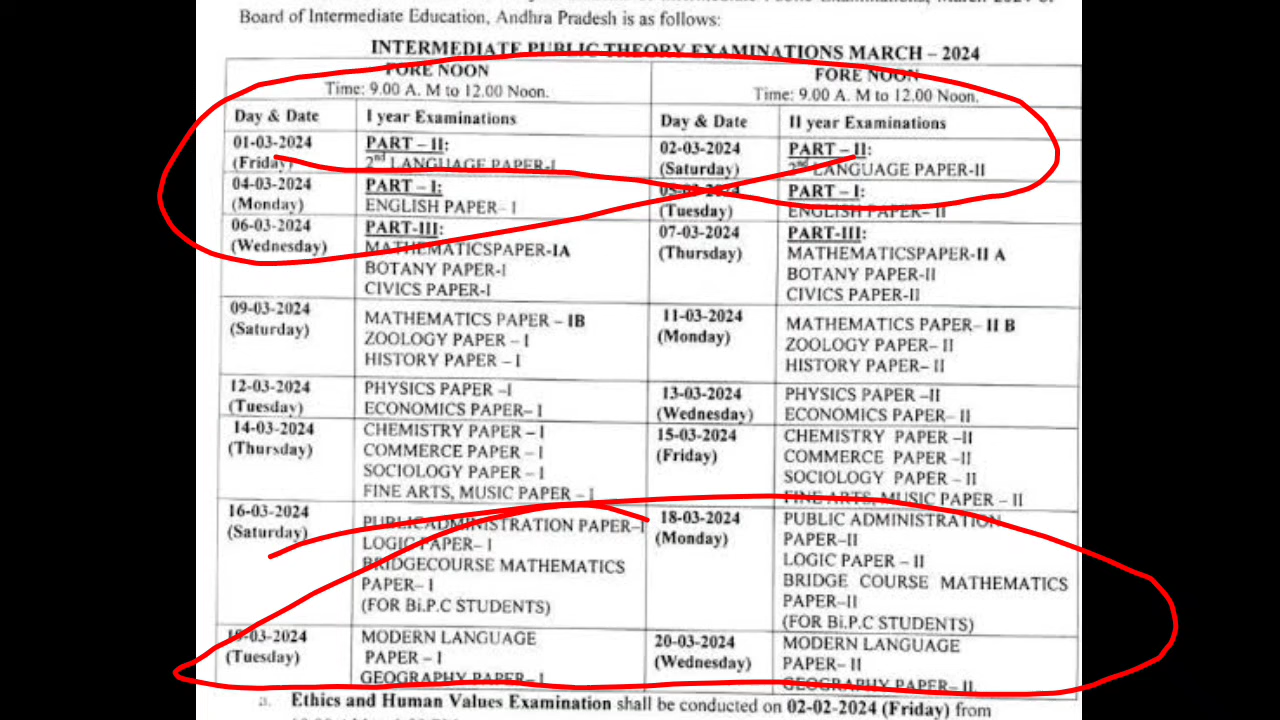 Board of Intermediate Education, Andhra Pradesh is as follows:
INTERMEDIATE PUBLIC THEORY EXAMINATIONS MARCH – 2024
FORE NOON
Time: 9.00 A. M to 12.00 Noon.
FORE NOON
Time: 9.00 A. M to 12.00 Noon.
Day & Date
I year Examinations
Day & Date
II year Examinations
01-03-2024
(Friday)
PART – II:
2nd LANGUAGE PAPER-I
02-03-2024
(Saturday)
PART – II:
2nd LANGUAGE PAPER-II
04-03-2024
(Monday)
PART – I:
ENGLISH PAPER– I
05-03-2024
(Tuesday)
PART – I:
ENGLISH PAPER– II
06-03-2024
(Wednesday)
PART-III:
MATHEMATICSPAPER-IA
BOTANY PAPER-I
CIVICS PAPER-I
07-03-2024
(Thursday)
PART-III:
MATHEMATICSPAPER-II A
BOTANY PAPER-II
CIVICS PAPER-II
09-03-2024
(Saturday)
MATHEMATICS PAPER – IB
ZOOLOGY PAPER – I
HISTORY PAPER – I
11-03-2024
(Monday)
MATHEMATICS PAPER– II B
ZOOLOGY PAPER– II
HISTORY PAPER– II
12-03-2024
(Tuesday)
PHYSICS PAPER –I
ECONOMICS PAPER– I
13-03-2024
(Wednesday)
PHYSICS PAPER –II
ECONOMICS PAPER– II
14-03-2024
(Thursday)
CHEMISTRY PAPER – I
COMMERCE PAPER – I
SOCIOLOGY PAPER – I
FINE ARTS, MUSIC PAPER – I
15-03-2024
(Friday)
CHEMISTRY PAPER –II
COMMERCE PAPER –II
SOCIOLOGY PAPER – II
FINE ARTS, MUSIC PAPER – II
16-03-2024
(Saturday)
PUBLICADMINISTRATION PAPER–I
LOGIC PAPER– I
BRIDGECOURSE MATHEMATICS
PAPER– I
(FOR Bi.P.C STUDENTS)
18-03-2024
(Monday)
PUBLIC ADMINISTRATION
PAPER–II
LOGIC PAPER – II
BRIDGE COURSE MATHEMATICS
PAPER–II
(FOR Bi.P.C STUDENTS)
19-03-2024
(Tuesday)
MODERN LANGUAGE
PAPER – I
GEOGRAPHY PAPER– I
20-03-2024
(Wednesday)
MODERN LANGUAGE
PAPER– II
GEOGRAPHY PAPER– II.
a. Ethics and Human Values Examination shall be conducted on 02-02-2024 (Friday) from